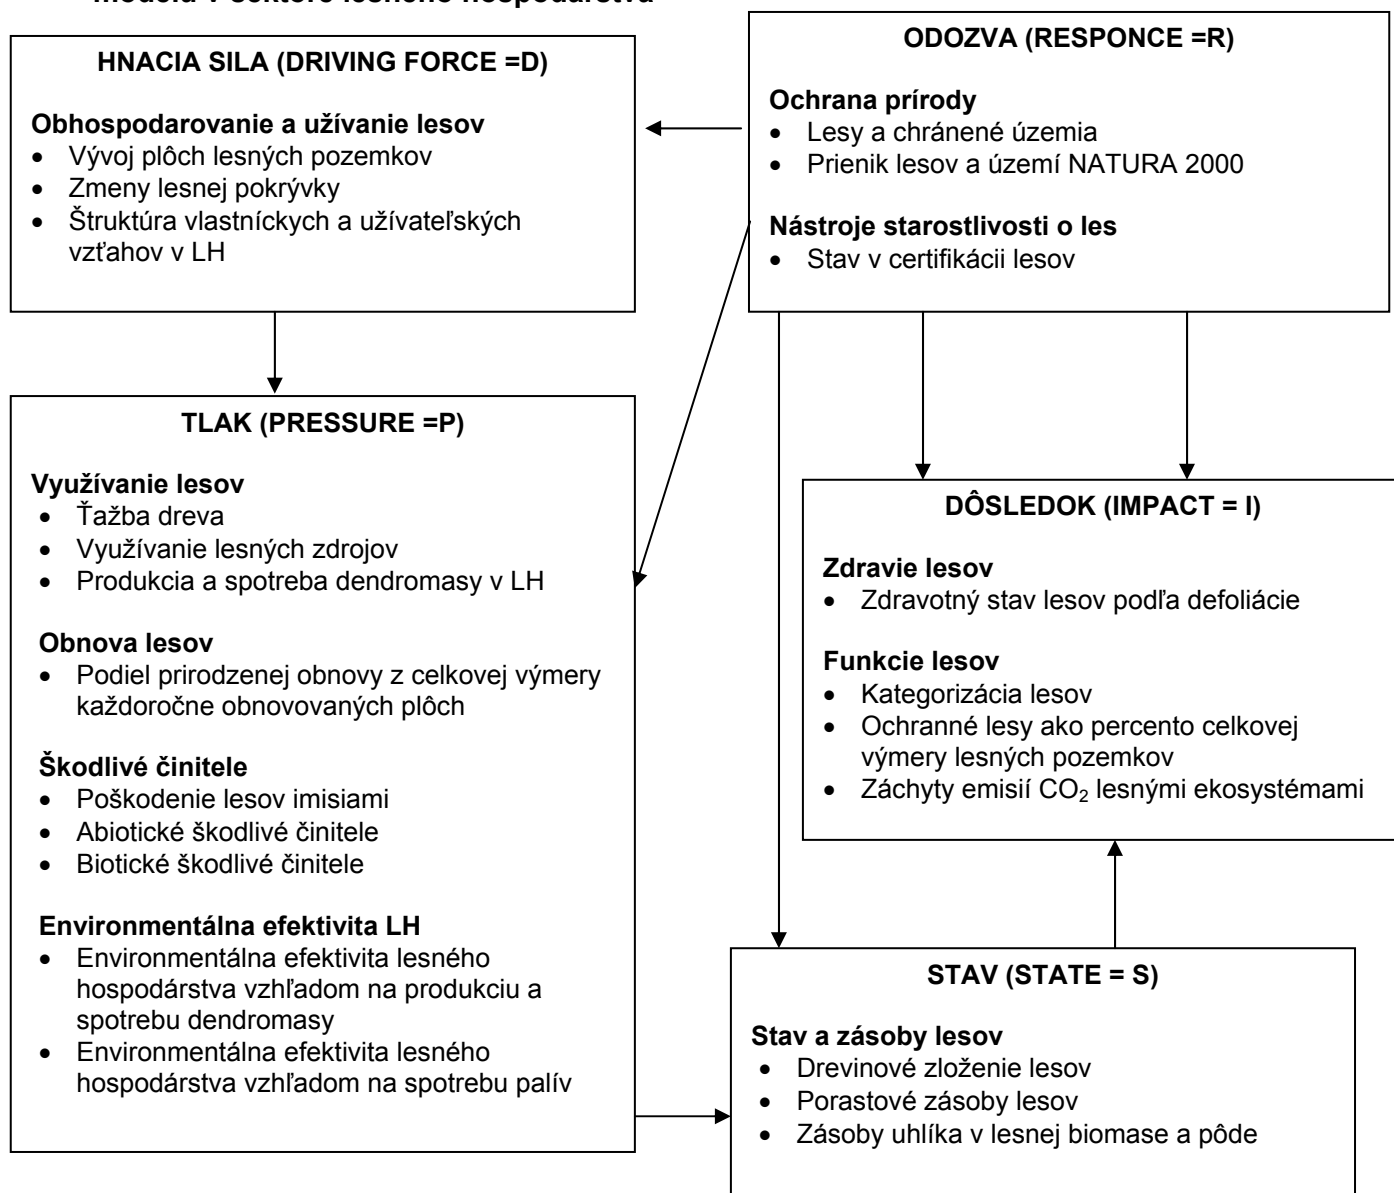 modelu v sektore lesného hospodárstva
HNACIA SILA (DRIVING FORCE =D)
Obhospodarovanie a užívanie lesov
• Vývoj plôch lesných pozemkov
• Zmeny lesnej pokrývky
• Štruktúra vlastníckych a užívateľských
vzťahov v LH
ODOZVA (RESPONCE =R)
Ochrana prírody
• Lesy a chránené územia
• Prienik lesov a území NATURA 2000
Nástroje starostlivosti o les
• Stav v certifikácii lesov
TLAK (PRESSURE =P)
Využívanie lesov
• Ťažba dreva
• Využívanie lesných zdrojov
• Produkcia a spotreba dendromasy v LH
Obnova lesov
• Podiel prirodzenej obnovy z celkovej výmery
každoročne obnovovaných plôch
Škodlivé činitele
• Poškodenie lesov imisiami
• Abiotické škodlivé činitele
• Biotické škodlivé činitele
Environmentálna efektivita LH
• Environmentálna efektivita lesného
hospodárstva vzhľadom na produkciu a
spotrebu dendromasy
• Environmentálna efektivita lesného
hospodárstva vzhľadom na spotrebu palív
DÔSLEDOK (IMPACT = I)
Zdravie lesov
• Zdravotný stav lesov podľa defoliácie
Funkcie lesov
• Kategorizácia lesov
• Ochranné lesy ako percento celkovej
výmery lesných pozemkov
• Záchyty emisií CO₂ lesnými ekosystémami
STAV (STATE = S)
Stav a zásoby lesov
• Drevinové zloženie lesov
• Porastové zásoby lesov
• Zásoby uhlíka v lesnej biomase a pôde